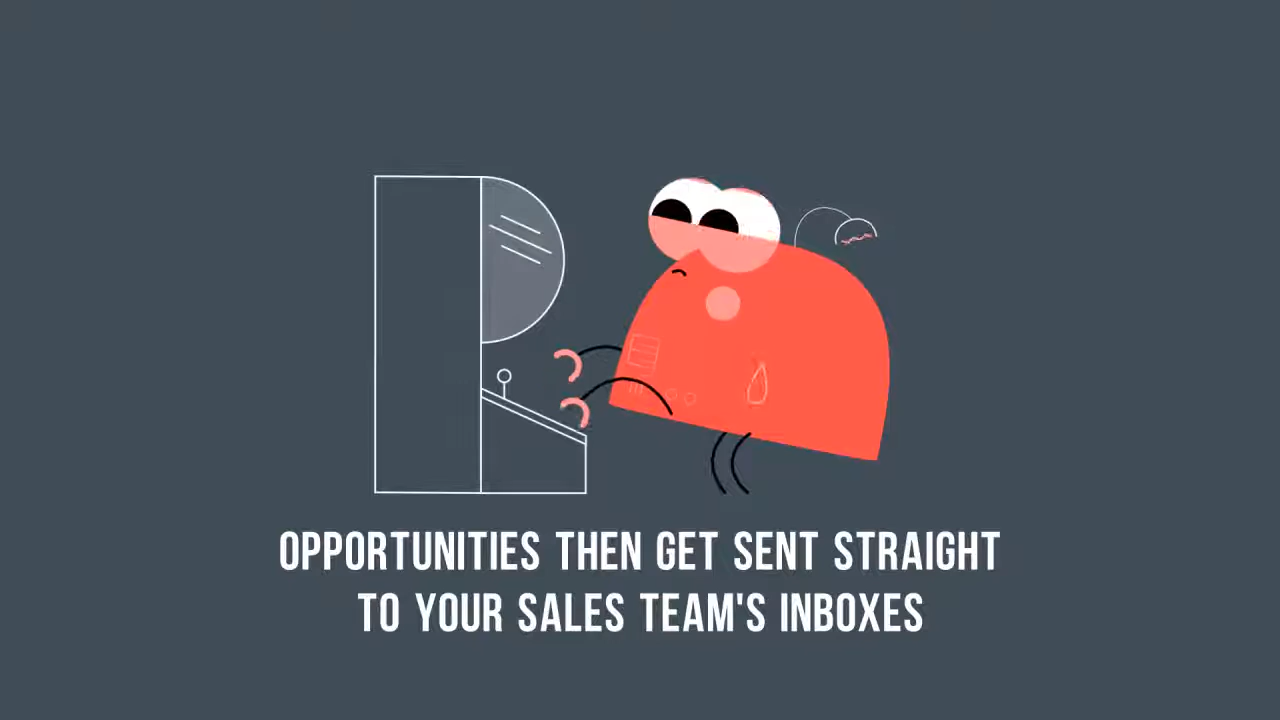 OPPORTUNITIES THEN GET SENT STRAIGHT
TO YOUR SALES TEAM'S INBOXES